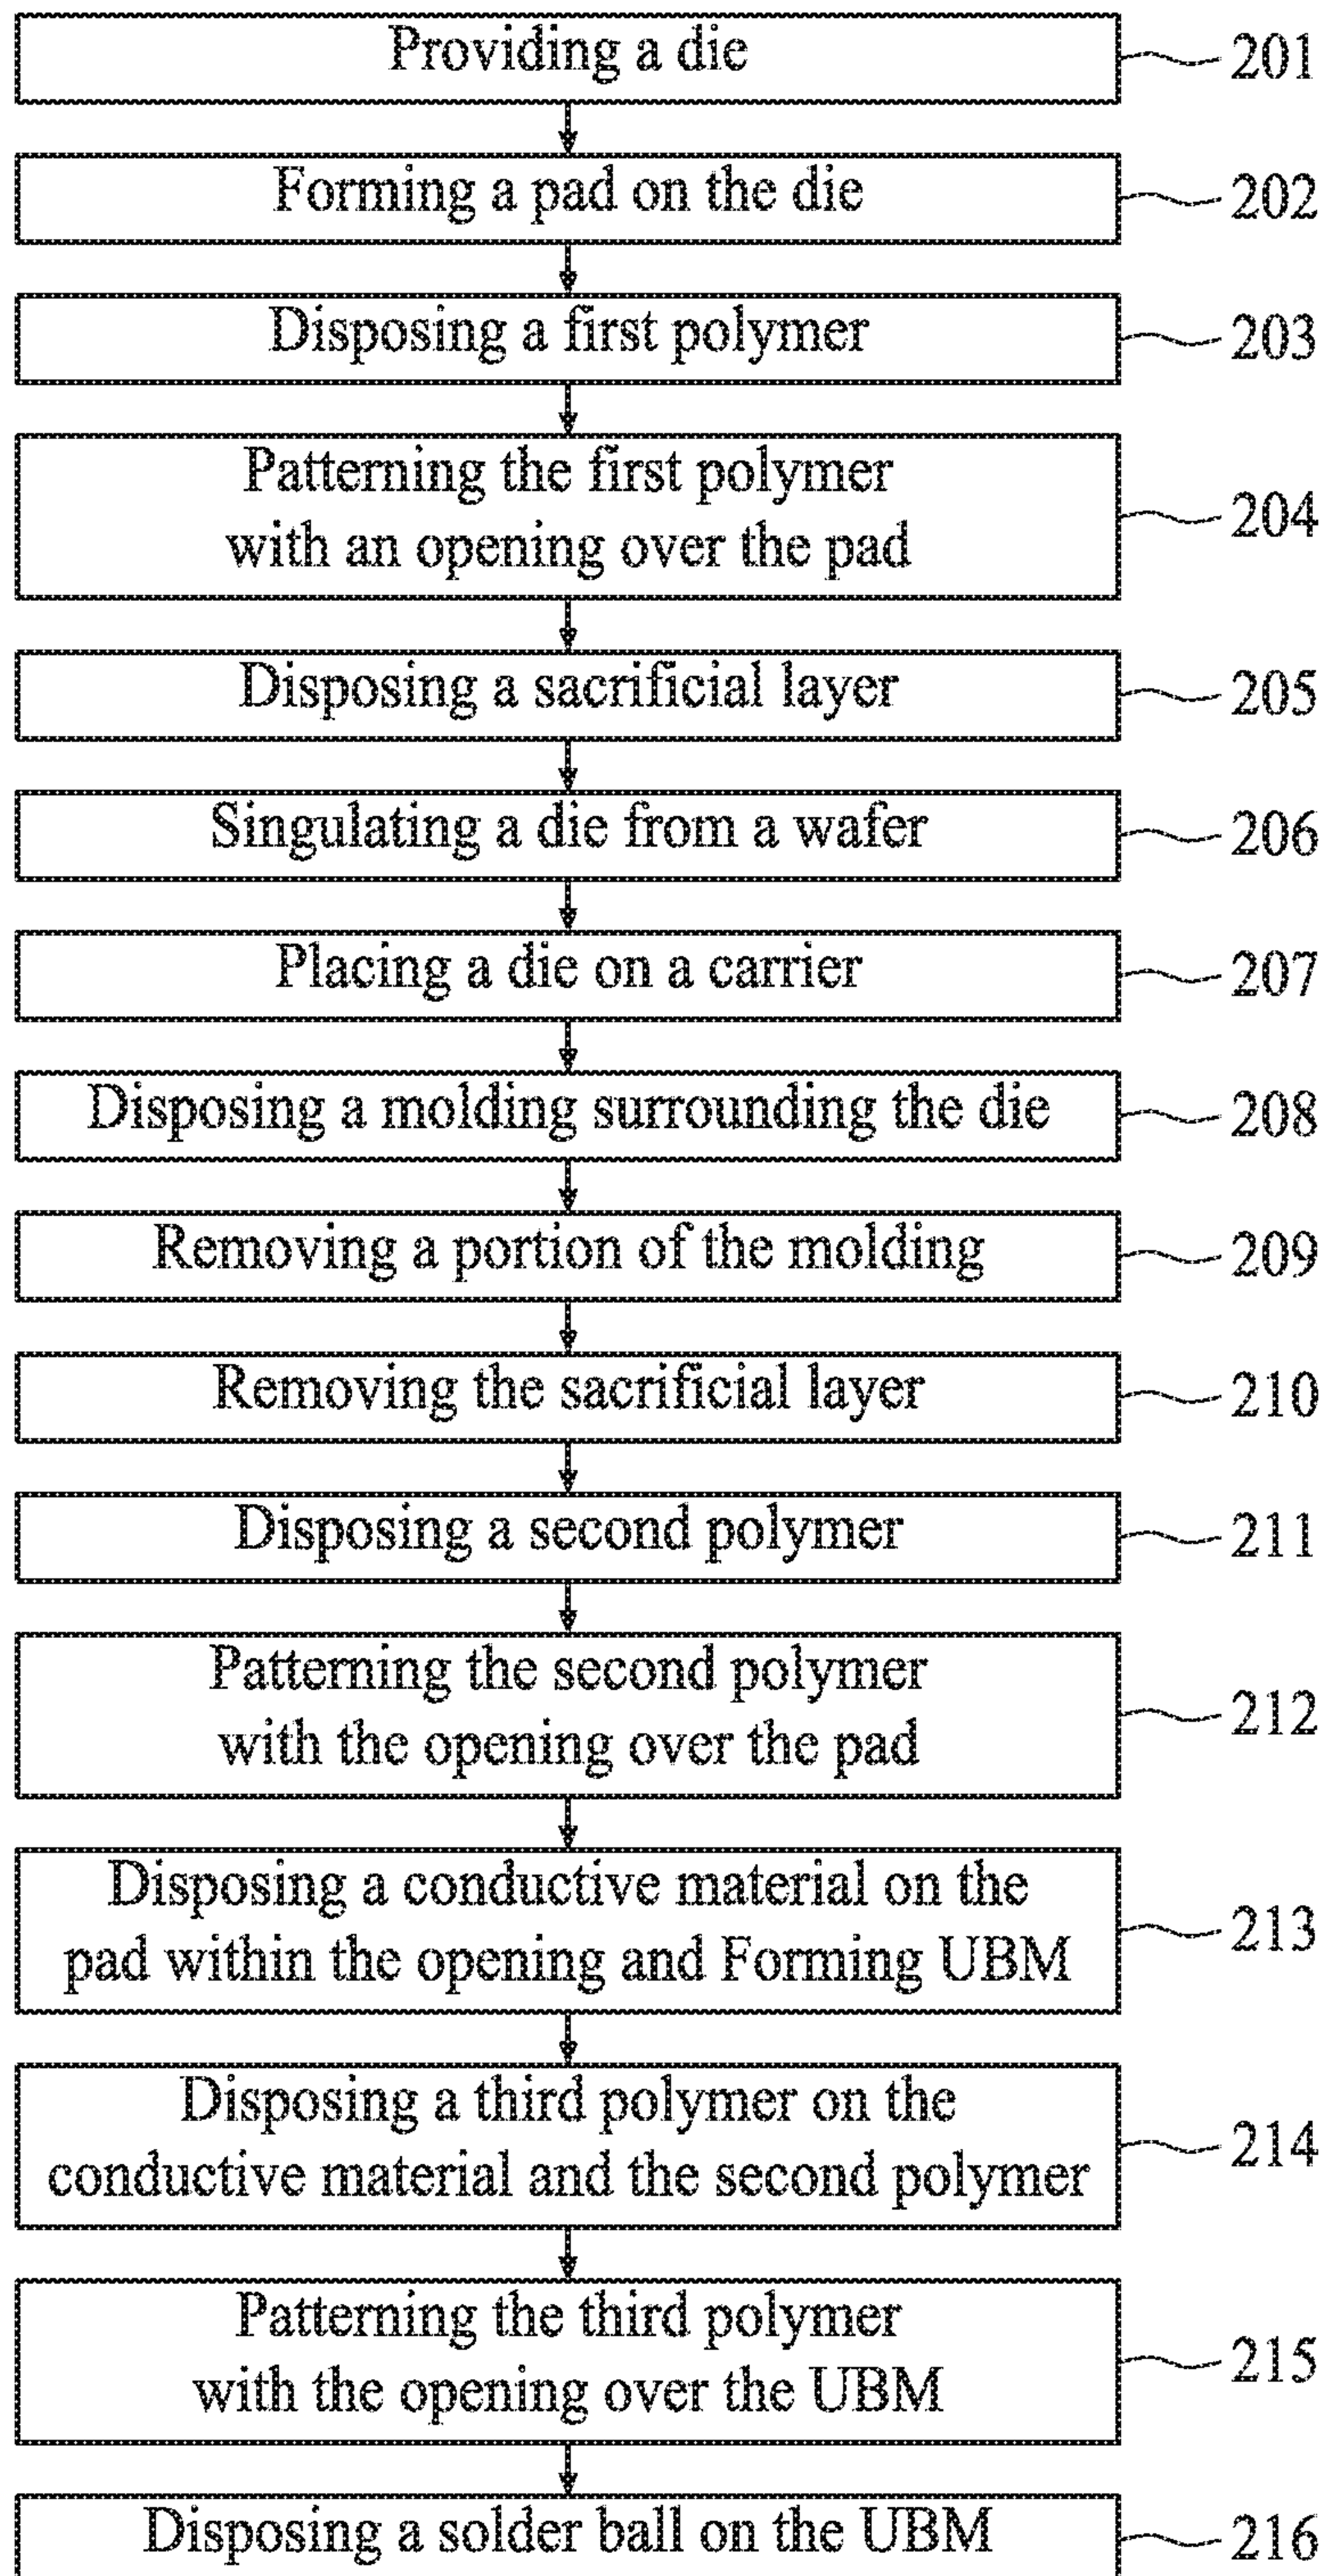 Providing a die
201
Forming a pad on the die
202
Disposing a first polymer
203
Patterning the first polymer
with an opening over the pad
204
Disposing a sacrificial layer
205
Singulating a die from a wafer
206
Placing a die on a carrier
207
Disposing a molding surrounding the die
208
Removing a portion of the molding
209
Removing the sacrificial layer
210
Disposing a second polymer
211
Patterning the second polymer
with the opening over the pad
212
Disposing a conductive material on the
pad within the opening and Forming UBM
213
Disposing a third polymer on the
conductive material and the second polymer
214
Patterning the third polymer
with the opening over the UBM
215
Disposing a solder ball on the UBM
216